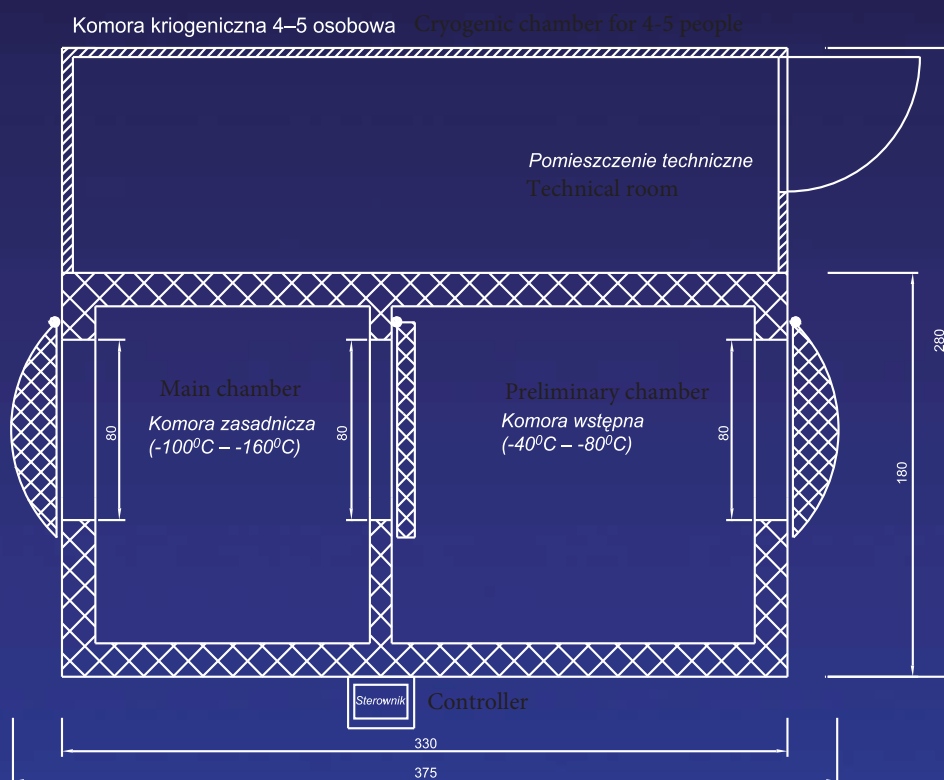 Komora kriogeniczna 4–5 osobowa Cryogenic chamber for 4-5 people
Pomieszczenie techniczne
Technical room
280
Main chamber
Komora zasadnicza
(-100⁰C – -160⁰C)
80
80
Preliminary chamber
Komora wstępna
(-40⁰C – -80⁰C)
80
180
Sterownik Controller
330
375